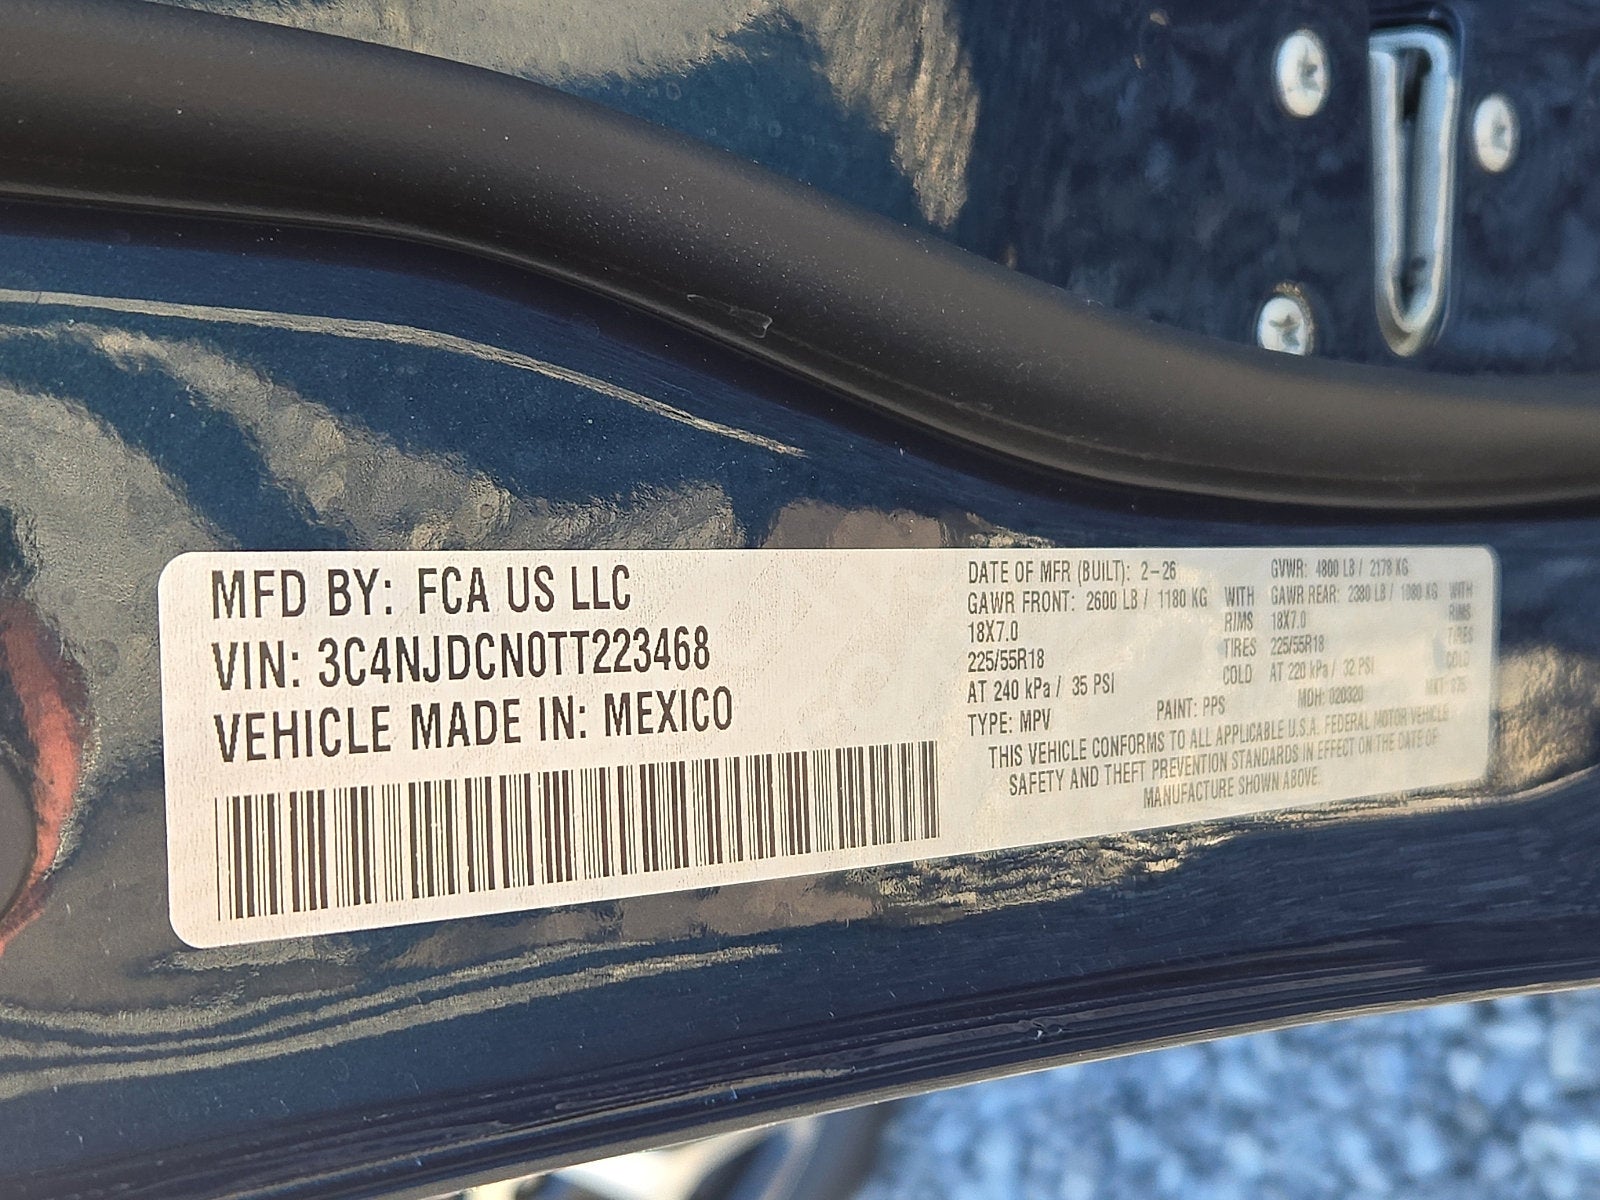 MFD BY: FCA US LLC
VIN: 3C4NJDCN0TT223468
VEHICLE MADE IN: MEXICO
DATE OF MFR (BUILT): 2-26 GVWR: 4800 LB / 2178 KG
GAWR FRONT: 2600 LB / 1180 KG WITH GAWR REAR: 2380 LB / 1080 KG WITH
18X7.0 RIMS 18X7.0 RIMS
225/55R18 TIRES 225/55R18 TIRES
AT 240 kPa / 35 PSI COLD AT 220 kPa / 32 PSI COLD
TYPE: MPV PAINT: PPS MDH: 020320 MKT:
THIS VEHICLE CONFORMS TO ALL APPLICABLE U.S.A. FEDERAL MOTOR VEHICLE
SAFETY AND THEFT PREVENTION STANDARDS IN EFFECT ON THE DATE OF
MANUFACTURE SHOWN ABOVE.